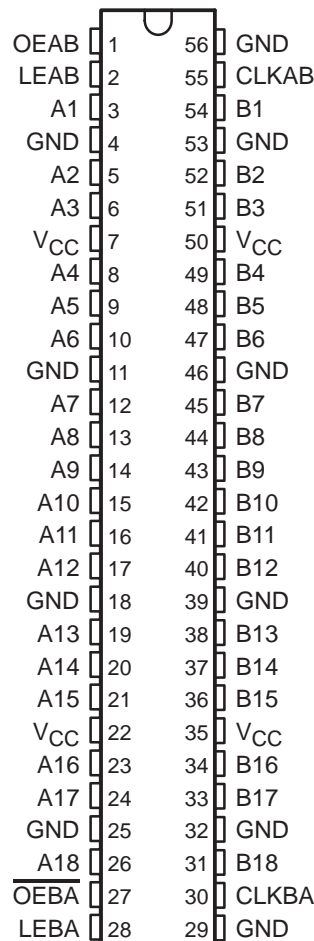 OEAB 1 56 GND
LEAB 2 55 CLKAB
A1 3 54 B1
GND 4 53 GND
A2 5 52 B2
A3 6 51 B3
VCC 7 50 VCC
A4 8 49 B4
A5 9 48 B5
A6 10 47 B6
GND 11 46 GND
A7 12 45 B7
A8 13 44 B8
A9 14 43 B9
A10 15 42 B10
A11 16 41 B11
A12 17 40 B12
GND 18 39 GND
A13 19 38 B13
A14 20 37 B14
A15 21 36 B15
VCC 22 35 VCC
A16 23 34 B16
A17 24 33 B17
GND 25 32 GND
A18 26 31 B18
O̅E̅B̅A̅ 27 30 CLKBA
LEBA 28 29 GND